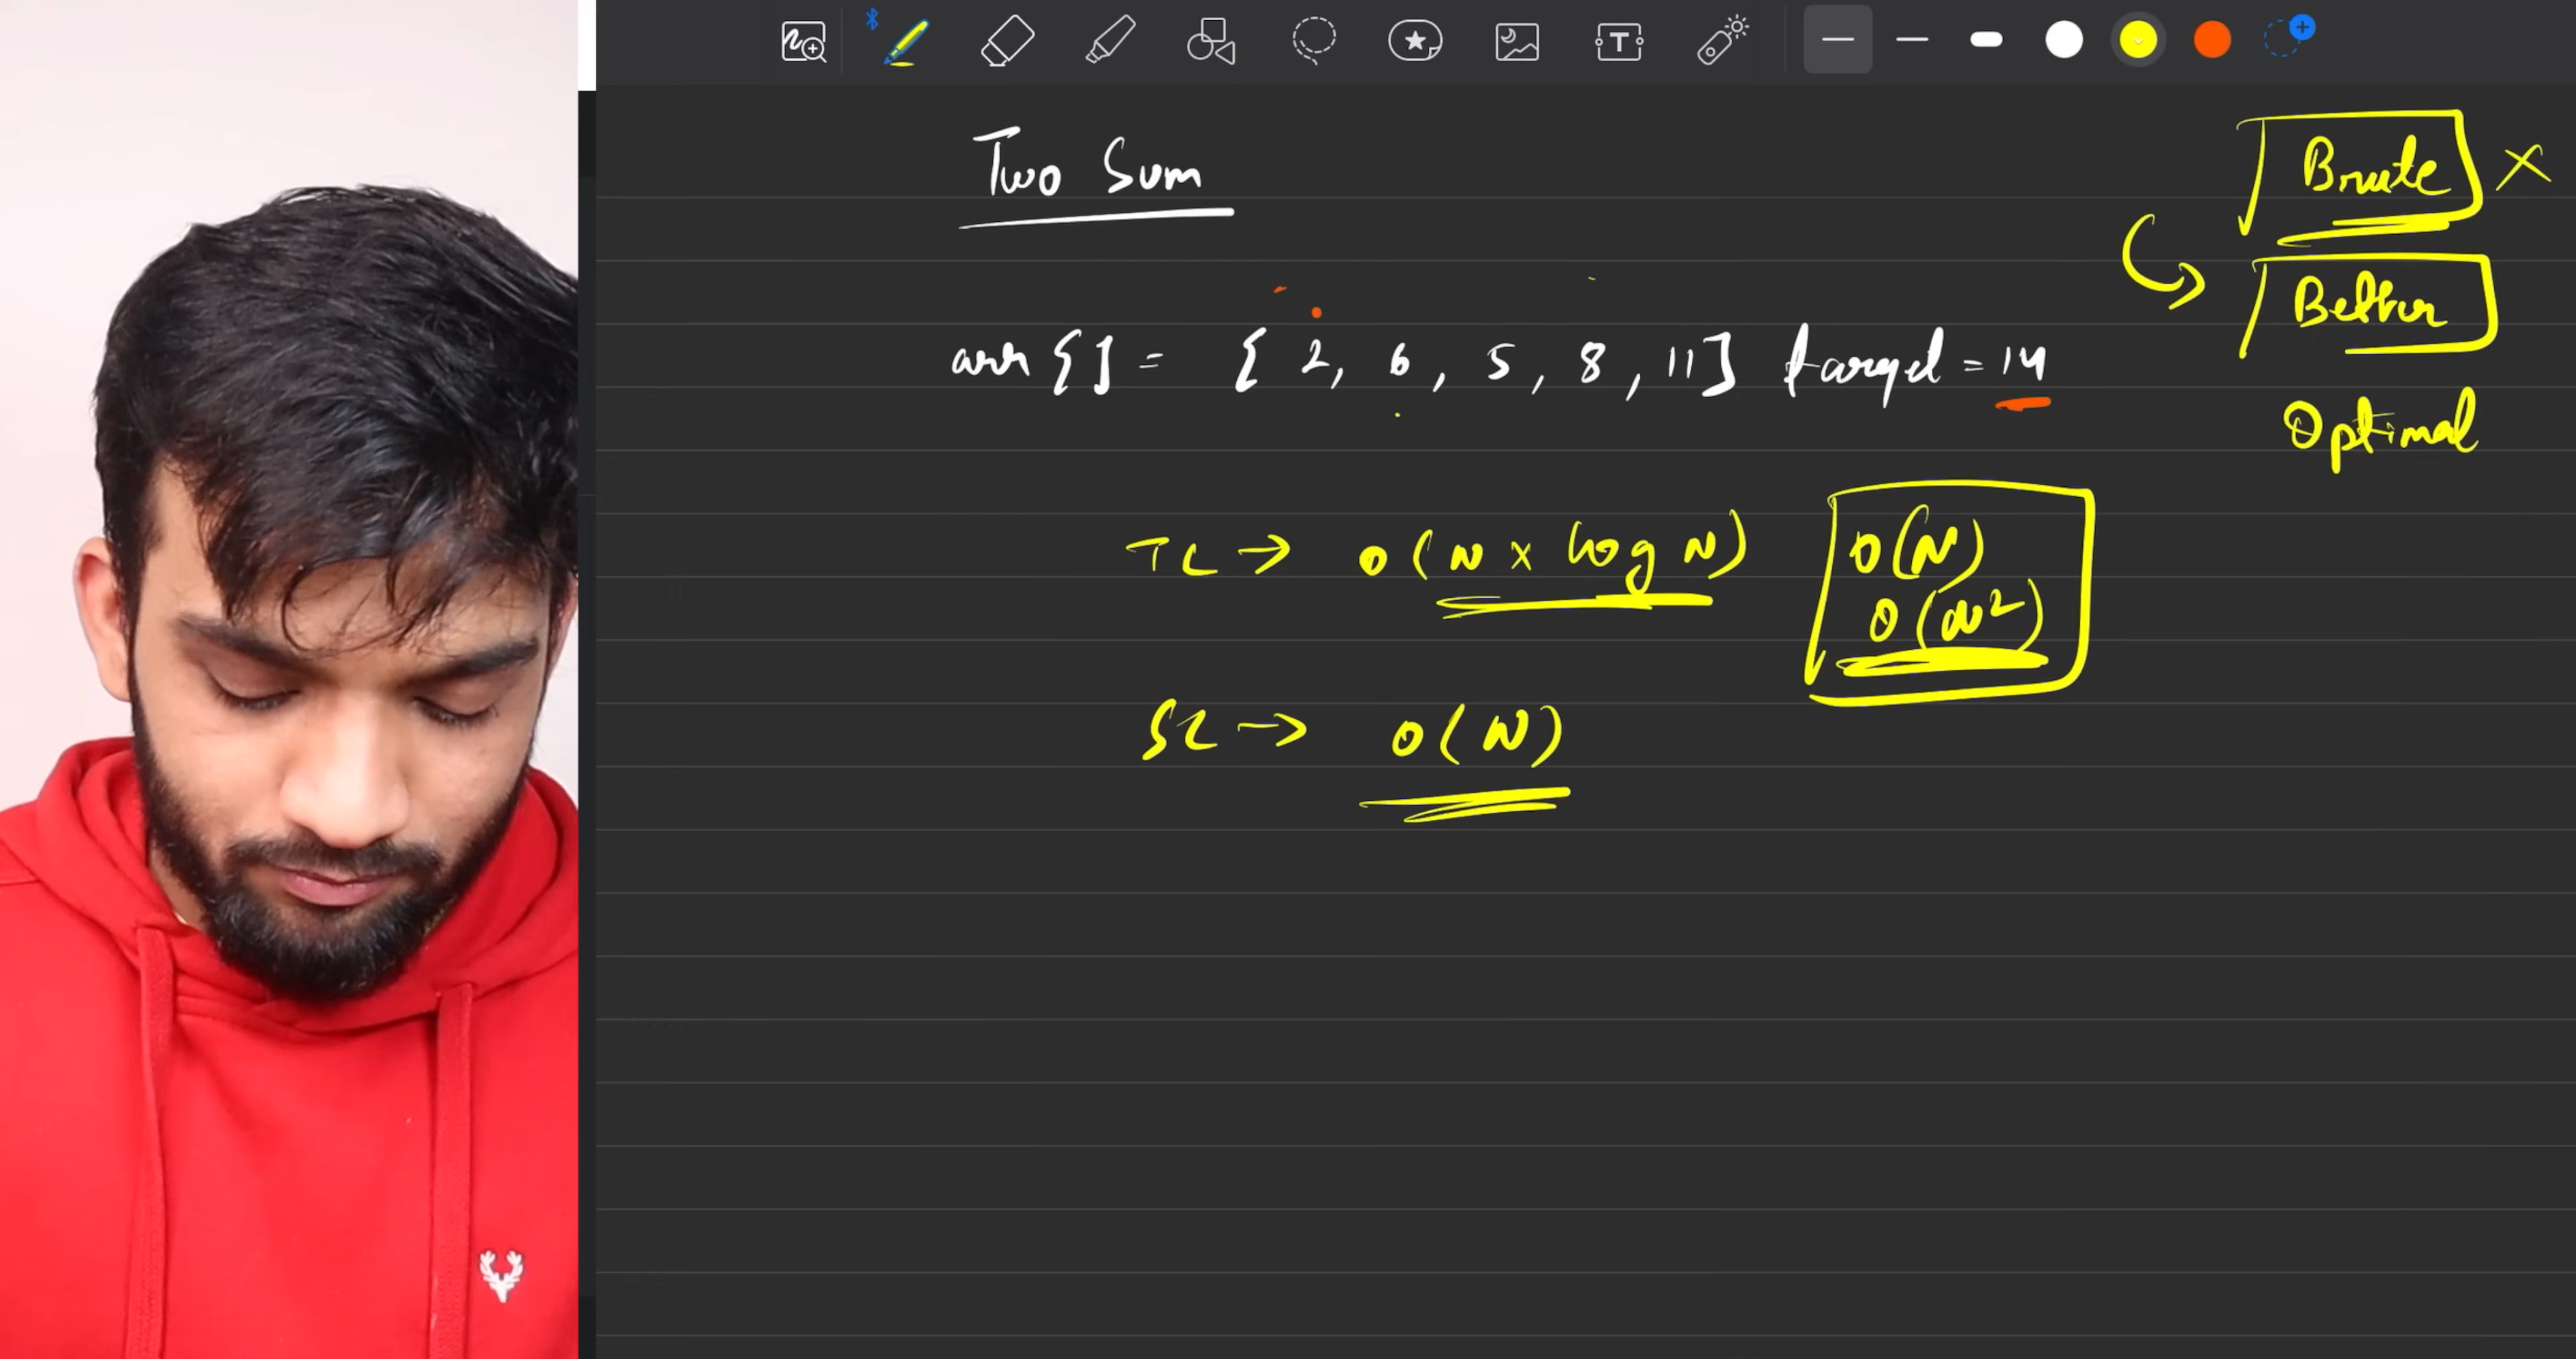 Two Sum
Brute X
Better
Optimal
arr [] = { 2, 6, 5, 8, 11} target = 14
TC → O(N x log N)
O(N)
O(N²)
SC → O(N)